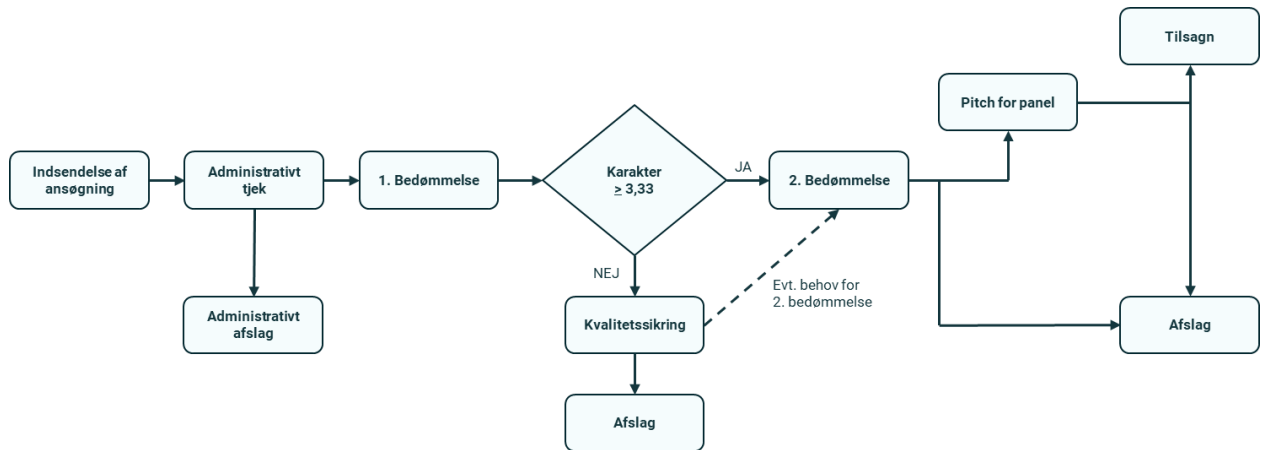 Tilsagn
Pitch for panel
Indsendelse af
ansøgning
Administrativt
tjek
1. Bedømmelse
Karakter
≥ 3,33
JA
2. Bedømmelse
NEJ
Evt. behov for
2. bedømmelse
Administrativt
afslag
Kvalitetssikring
Afslag
Afslag